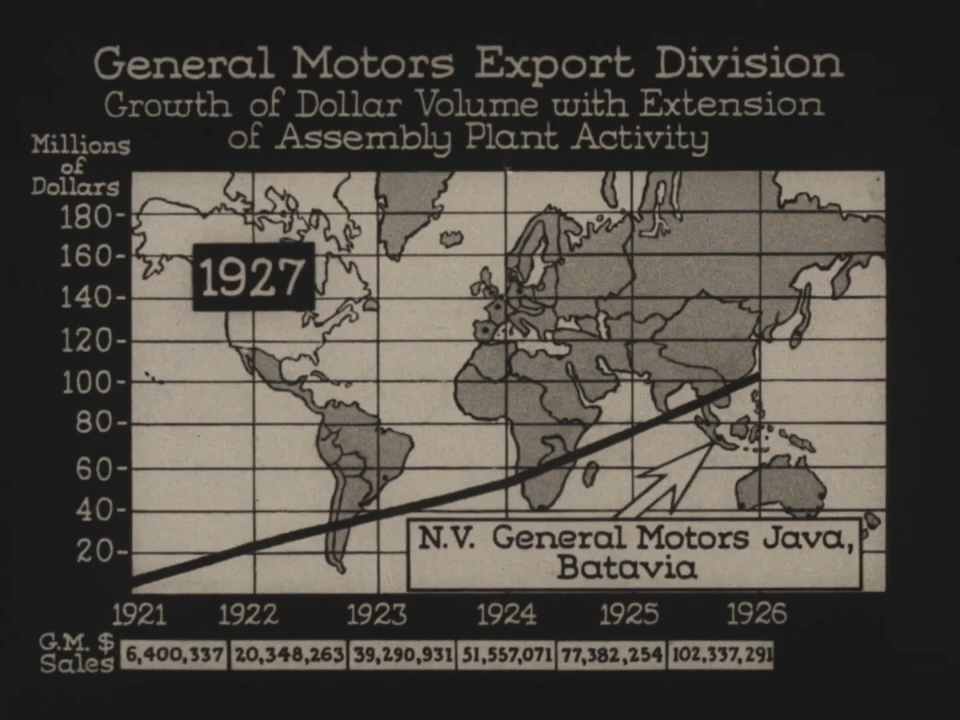 General Motors Export Division
Growth of Dollar Volume with Extension
of Assembly Plant Activity
Millions
of
Dollars
180-
160-
1927
140-
120-
100-
80-
60-
40-
N.V. General Motors Java,
Batavia
20-
1921 1922 1923 1924 1925 1926
G.M. $
Sales
6,400,337 20,348,263 39,290,931 51,557,071 77,382,254 102,337,291